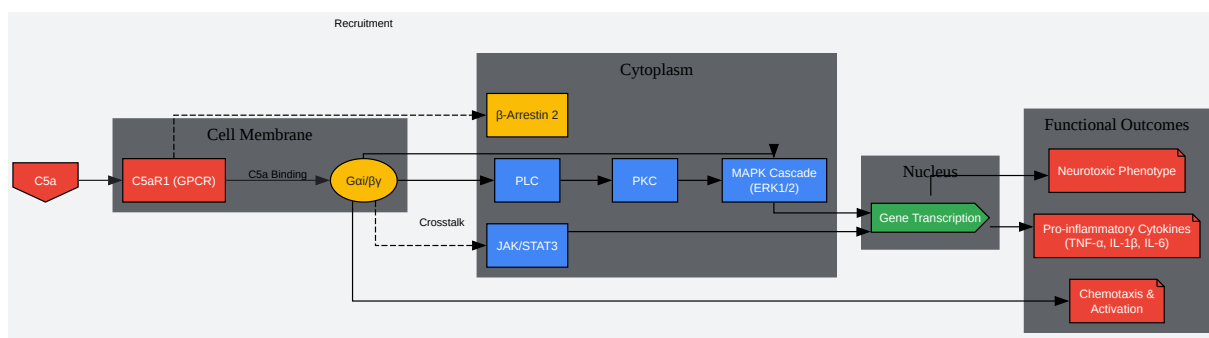 Recruitment
Cytoplasm
β-Arrestin 2
Cell Membrane
C5a
C5aR1 (GPCR)
C5a Binding
Gαi/βγ
PLC
PKC
MAPK Cascade
(ERK1/2)
Crosstalk
JAK/STAT3
Nucleus
Gene Transcription
Functional Outcomes
Neurotoxic Phenotype
Pro-inflammatory Cytokines
(TNF-α, IL-1β, IL-6)
Chemotaxis &
Activation